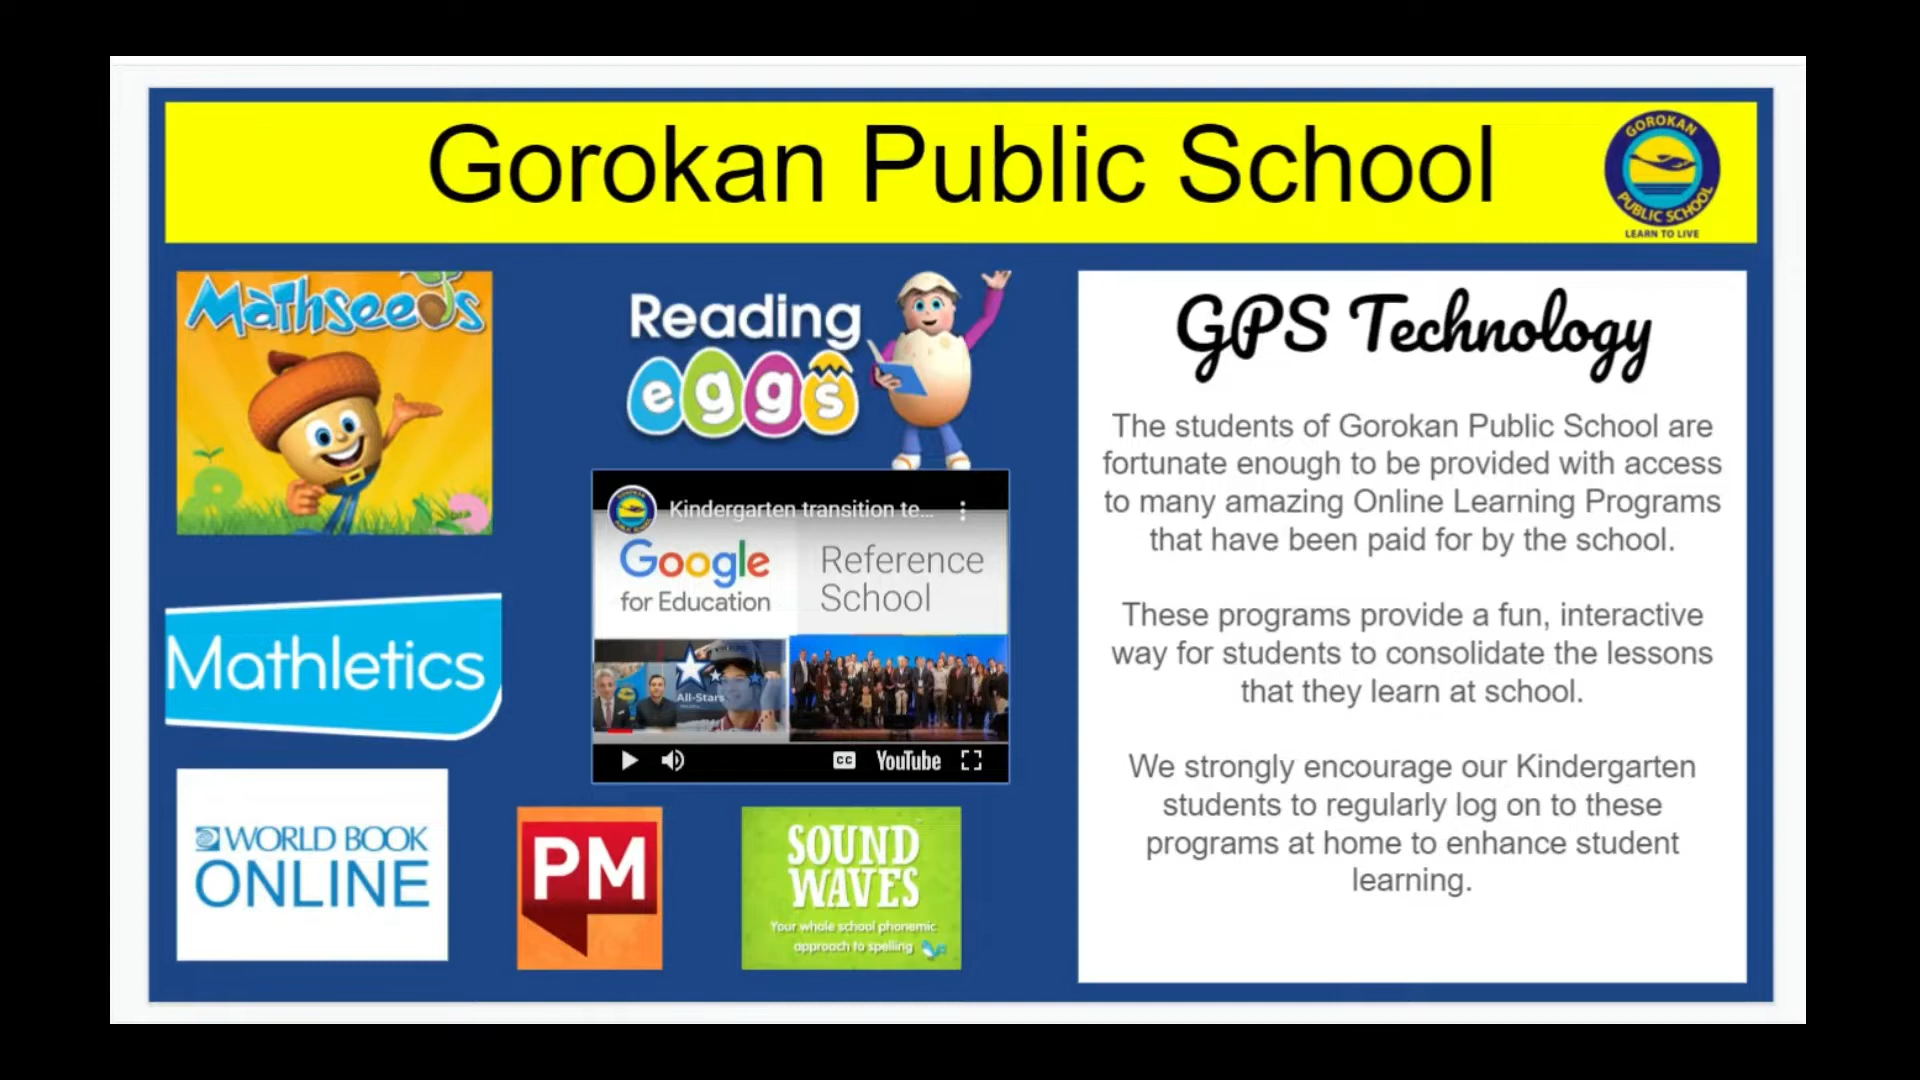 Gorokan Public School
GOROKAN
PUBLIC SCHOOL
LEARN TO LIVE
Mathseeds
Reading
eggs
Kindergarten transition te...
Google
for Education
Reference
School
All-Stars
CC
YouTube
Mathletics
WORLD BOOK
ONLINE
PM
SOUND
WAVES
Your whole school phonemic
approach to spelling
GPS Technology
The students of Gorokan Public School are
fortunate enough to be provided with access
to many amazing Online Learning Programs
that have been paid for by the school.
These programs provide a fun, interactive
way for students to consolidate the lessons
that they learn at school.
We strongly encourage our Kindergarten
students to regularly log on to these
programs at home to enhance student
learning.